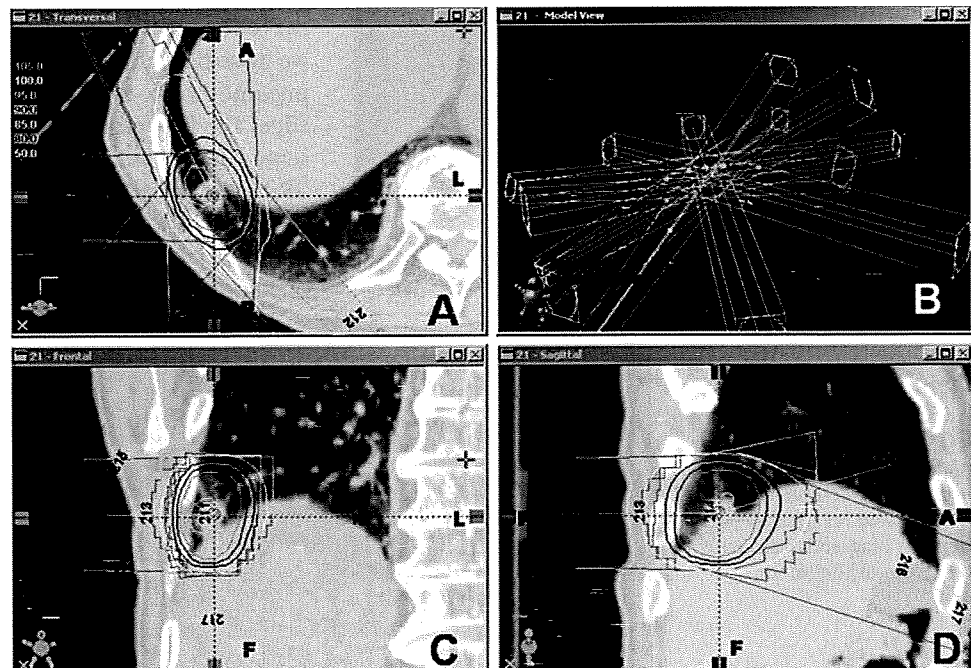 21 - Transversal
A
105.0
100.0
95.0
90.0
85.0
80.0
50.0
L
212
A
21 - Model View
B
21 - Frontal
213
L
217
F
C
21 - Sagittal
213
A
218
217
F
D